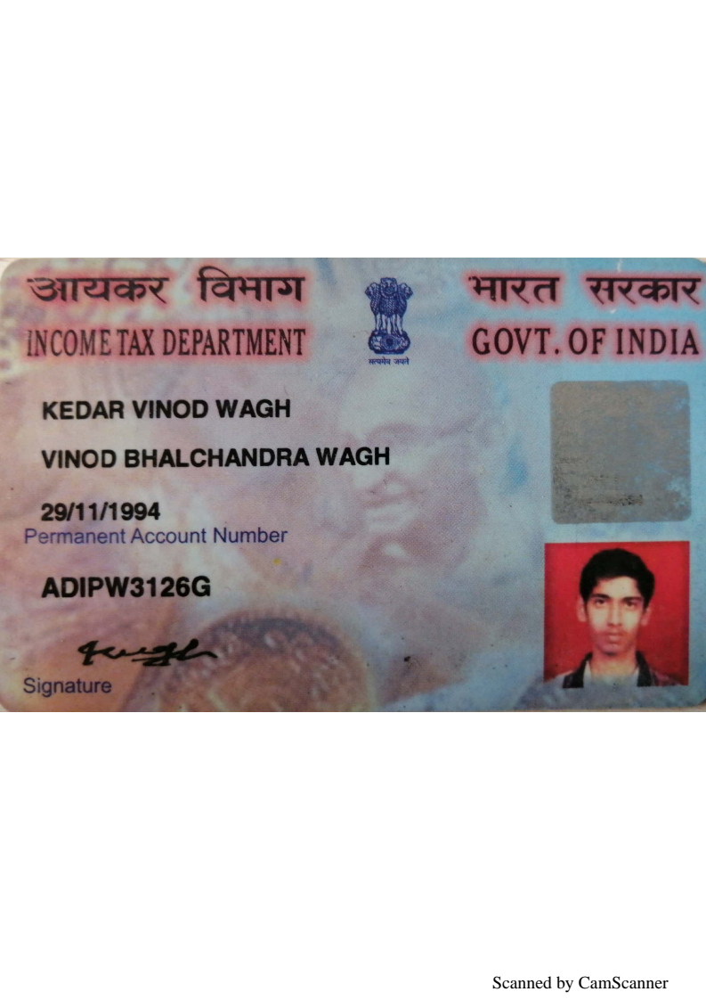 आयकर विभाग
INCOME TAX DEPARTMENT
सत्यमेव जयते
भारत सरकार
GOVT. OF INDIA
KEDAR VINOD WAGH
VINOD BHALCHANDRA WAGH
29/11/1994
Permanent Account Number
ADIPW3126G
Signature
Scanned by CamScanner